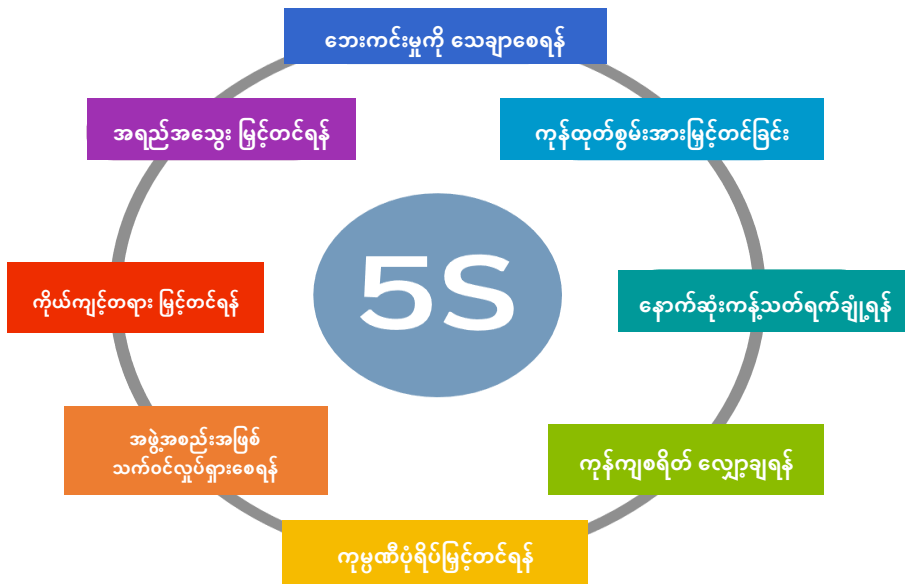 ဘေးကင်းမှုကို သေချာစေရန်
အရည်အသွေး မြှင့်တင်ရန်
ကုန်ထုတ်စွမ်းအားမြှင့်တင်ခြင်း
5S
ကိုယ်ကျင့်တရား မြှင့်တင်ရန်
နောက်ဆုံးကန့်သတ်ရက်ချုံ့ရန်
အဖွဲ့အစည်းအဖြစ်
သက်ဝင်လှုပ်ရှားစေရန်
ကုန်ကျစရိတ် လျှော့ချရန်
ကုမ္ပဏီပုံရိပ်မြှင့်တင်ရန်